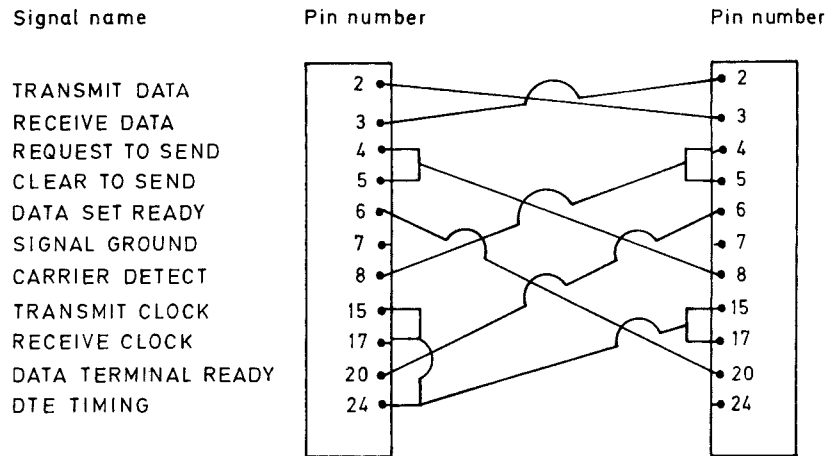 Signal name Pin number Pin number
TRANSMIT DATA 2 2
RECEIVE DATA 3 3
REQUEST TO SEND 4 4
CLEAR TO SEND 5 5
DATA SET READY 6 6
SIGNAL GROUND 7 7
CARRIER DETECT 8 8
TRANSMIT CLOCK 15 15
RECEIVE CLOCK 17 17
DATA TERMINAL READY 20 20
DTE TIMING 24 24